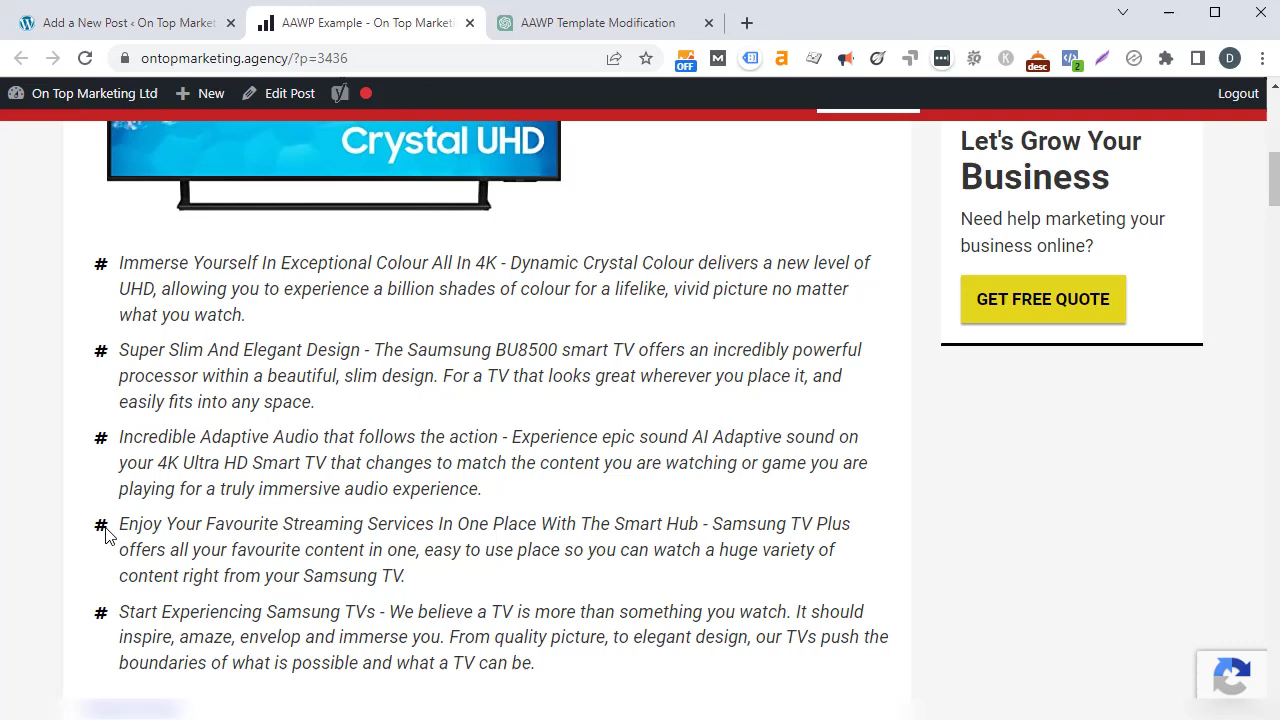 Add a New Post ‹ On Top Market
AAWP Example - On Top Marketi
AAWP Template Modification
ontopmarketing.agency/?p=3436
OFF
M
a
K
desc
2
D
On Top Marketing Ltd
New
Edit Post
Logout
Crystal UHD
# Immerse Yourself In Exceptional Colour All In 4K - Dynamic Crystal Colour delivers a new level of
UHD, allowing you to experience a billion shades of colour for a lifelike, vivid picture no matter
what you watch.
# Super Slim And Elegant Design - The Saumsung BU8500 smart TV offers an incredibly powerful
processor within a beautiful, slim design. For a TV that looks great wherever you place it, and
easily fits into any space.
# Incredible Adaptive Audio that follows the action - Experience epic sound AI Adaptive sound on
your 4K Ultra HD Smart TV that changes to match the content you are watching or game you are
playing for a truly immersive audio experience.
# Enjoy Your Favourite Streaming Services In One Place With The Smart Hub - Samsung TV Plus
offers all your favourite content in one, easy to use place so you can watch a huge variety of
content right from your Samsung TV.
# Start Experiencing Samsung TVs - We believe a TV is more than something you watch. It should
inspire, amaze, envelop and immerse you. From quality picture, to elegant design, our TVs push the
boundaries of what is possible and what a TV can be.
Let's Grow Your
Business
Need help marketing your
business online?
GET FREE QUOTE